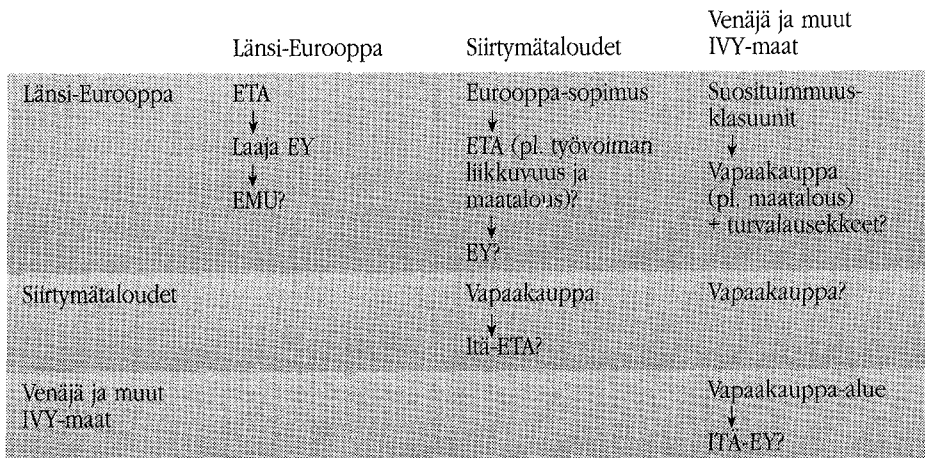 Länsi-Eurooppa
Siirtymätaloudet
Venäjä ja muut
IVY-maat
Länsi-Eurooppa
ETA
Laaja EY
EMU?
Eurooppa-sopimus
ETA (pl. työvoiman
liikkuvuus ja
maatalous)?
EY?
Suosituimmuus-
klasuunit
Vapaakauppa
(pl. maatalous)
+ turvalausekkeet?
Siirtymätaloudet
Vapaakauppa
Itä-ETA?
Vapaakauppa?
Venäjä ja muut
IVY-maat
Vapaakauppa-alue
ITÄ-EY?